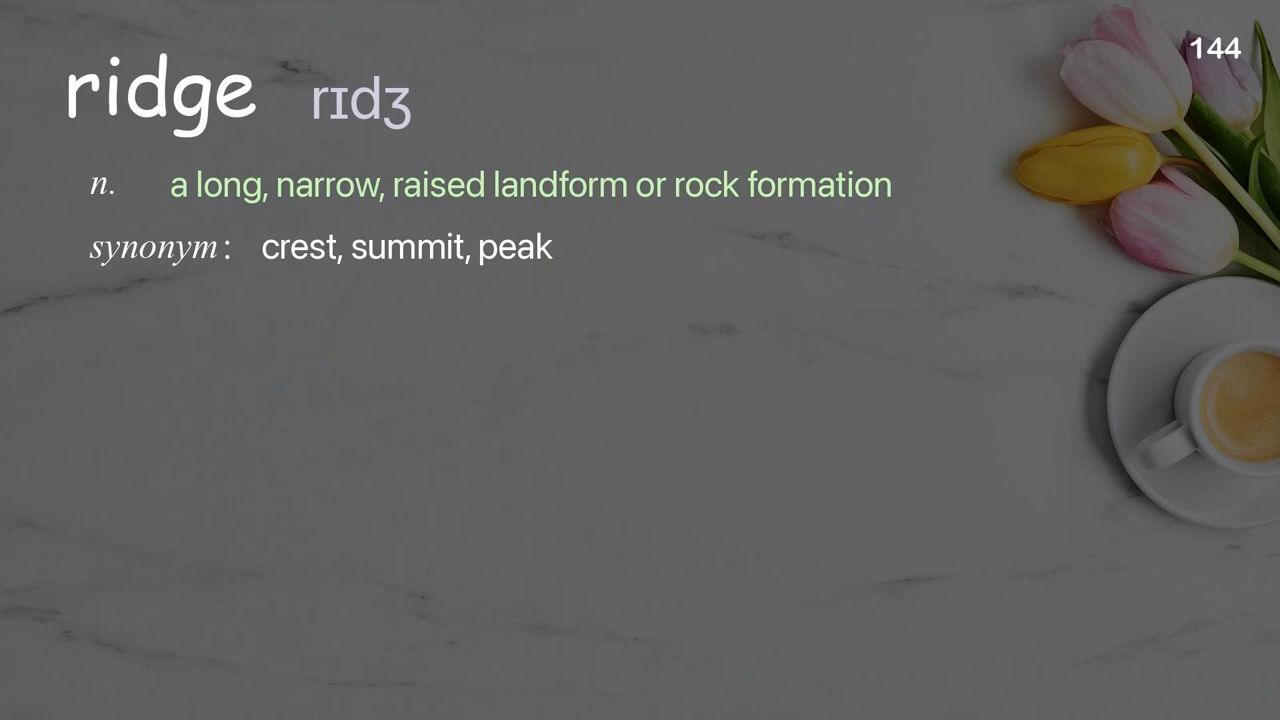 144
ridge rɪdʒ
n. a long, narrow, raised landform or rock formation
synonym: crest, summit, peak